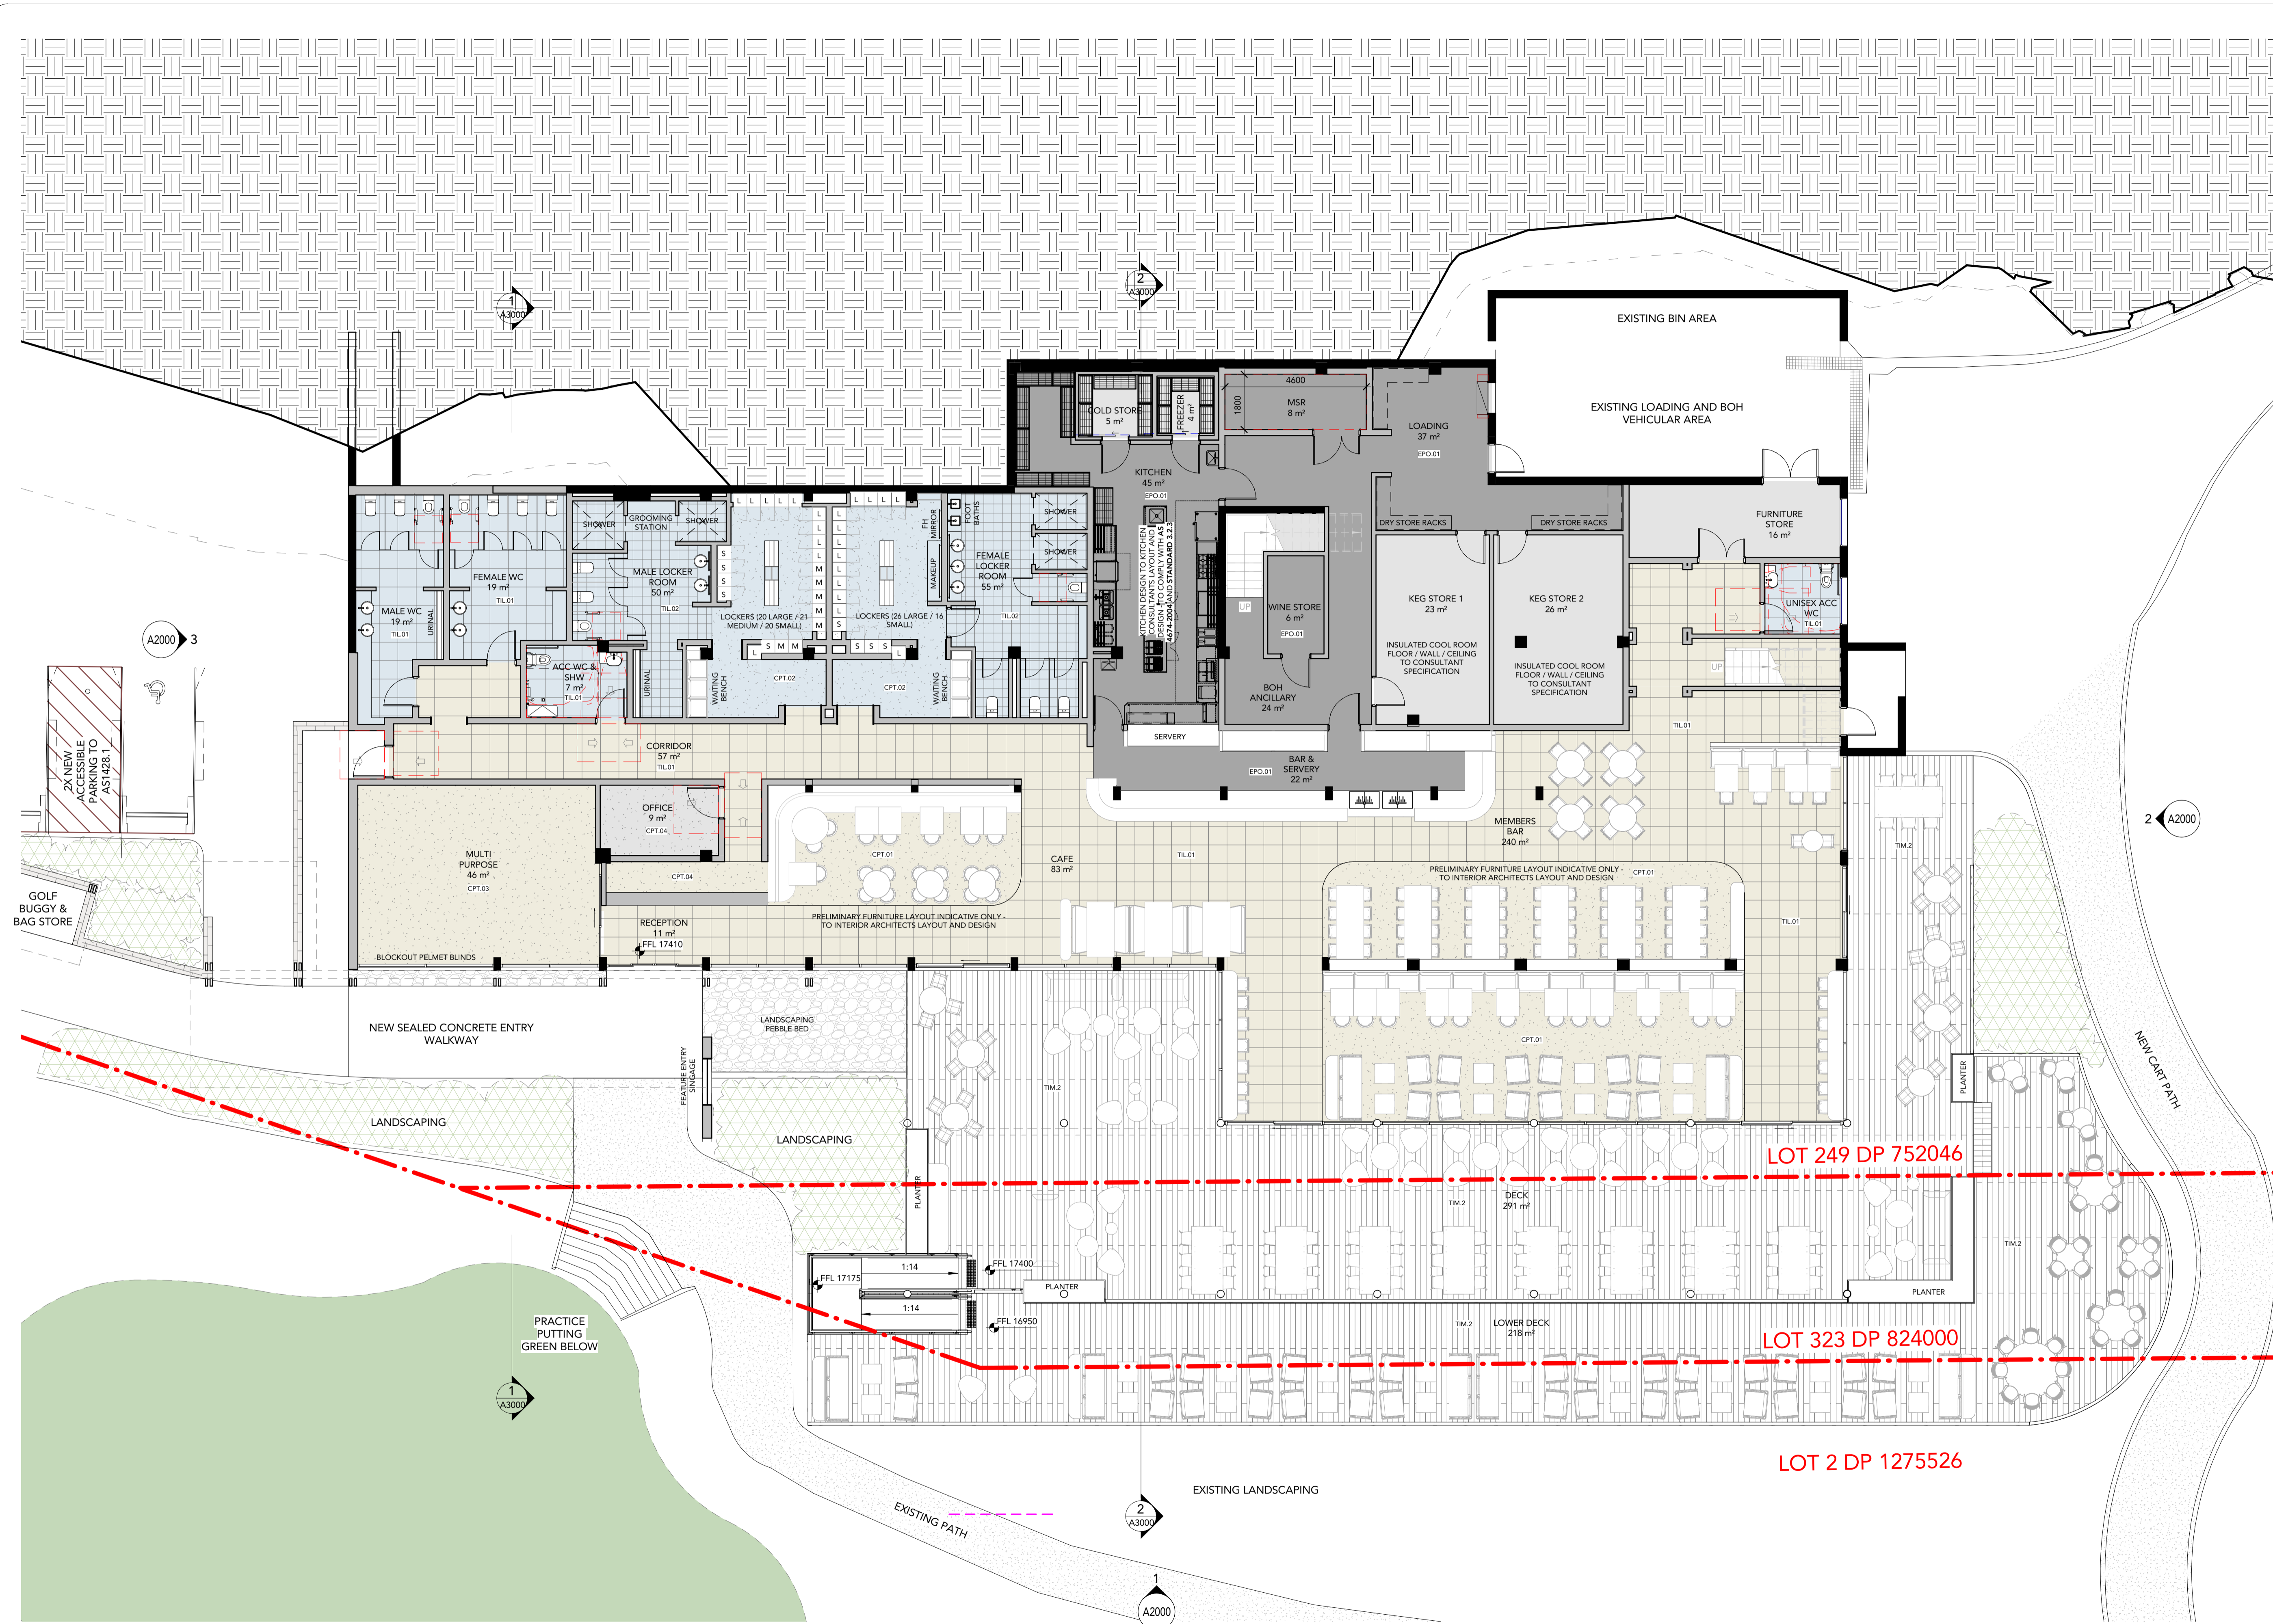 EXISTING BIN AREA
EXISTING LOADING AND BOH
VEHICULAR AREA
1
A3000
2
A3000
4600
1800
MSR
8 m²
COLD STORE
5 m²
FREEZER
4 m²
LOADING
37 m²
EPO.01
KITCHEN
45 m²
EPO.01
KITCHEN DESIGN TO KITCHEN
CONSULTANTS LAYOUT AND
DESIGN - TO COMPLY WITH AS
4674-2004 AND STANDARD 3.2.3
DRY STORE RACKS
DRY STORE RACKS
FURNITURE
STORE
16 m²
SHOWER
GROOMING
STATION
SHOWER
L L L L L
L L L L
L
L
L
M
M
M
M
M
M
L
L
L
L
L
L
L
S
S
S
S
S
FH
MIRROR
MAKEUP
FOOT
BATHS
SHOWER
SHOWER
FEMALE
LOCKER
ROOM
55 m²
TIL.02
FEMALE WC
19 m²
TIL.01
MALE WC
19 m²
TIL.01
URINAL
MALE LOCKER
ROOM
50 m²
TIL.02
LOCKERS (20 LARGE / 21
MEDIUM / 20 SMALL)
LOCKERS (26 LARGE / 16
SMALL)
L S M M
S S S L
ACC WC &
SHW
7 m²
TIL.01
URINAL
WAITING
BENCH
CPT.02
CPT.02
WAITING
BENCH
UP
WINE STORE
6 m²
EPO.01
BOH
ANCILLARY
24 m²
KEG STORE 1
23 m²
INSULATED COOL ROOM
FLOOR / WALL / CEILING
TO CONSULTANT
SPECIFICATION
KEG STORE 2
26 m²
INSULATED COOL ROOM
FLOOR / WALL / CEILING
TO CONSULTANT
SPECIFICATION
UNISEX ACC
WC
TIL.01
UP
TIL.01
A2000
3
2X NEW
ACCESSIBLE
PARKING TO
AS1428.1
GOLF
BUGGY &
BAG STORE
CORRIDOR
57 m²
TIL.01
SERVERY
BAR &
SERVERY
22 m²
EPO.01
OFFICE
9 m²
CPT.04
CPT.04
MULTI
PURPOSE
46 m²
CPT.03
BLOCKOUT PELMET BLINDS
RECEPTION
11 m²
FFL 17410
CPT.01
PRELIMINARY FURNITURE LAYOUT INDICATIVE ONLY -
TO INTERIOR ARCHITECTS LAYOUT AND DESIGN
CAFE
83 m²
TIL.01
MEMBERS
BAR
240 m²
PRELIMINARY FURNITURE LAYOUT INDICATIVE ONLY -
TO INTERIOR ARCHITECTS LAYOUT AND DESIGN
CPT.01
TIL.01
CPT.01
TIM.2
2
A2000
NEW CART PATH
PLANTER
NEW SEALED CONCRETE ENTRY
WALKWAY
LANDSCAPING
PEBBLE BED
FEATURE ENTRY
SINGAGE
LANDSCAPING
LANDSCAPING
PLANTER
TIM.2
LOT 249 DP 752046
DECK
291 m²
TIM.2
TIM.2
1:14
FFL 17175
FFL 17400
1:14
FFL 16950
PLANTER
PLANTER
TIM.2
LOWER DECK
218 m²
LOT 323 DP 824000
PRACTICE
PUTTING
GREEN BELOW
1
A3000
LOT 2 DP 1275526
EXISTING LANDSCAPING
EXISTING PATH
2
A3000
1
A2000